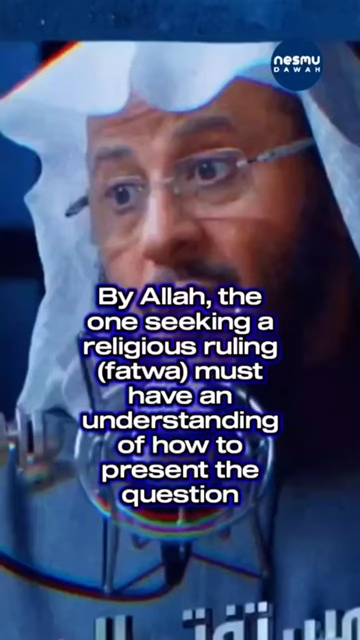 nesmu
DAWAH
By Allah, the
one seeking a
religious ruling
(fatwa) must
have an
understanding
of how to
present the
question